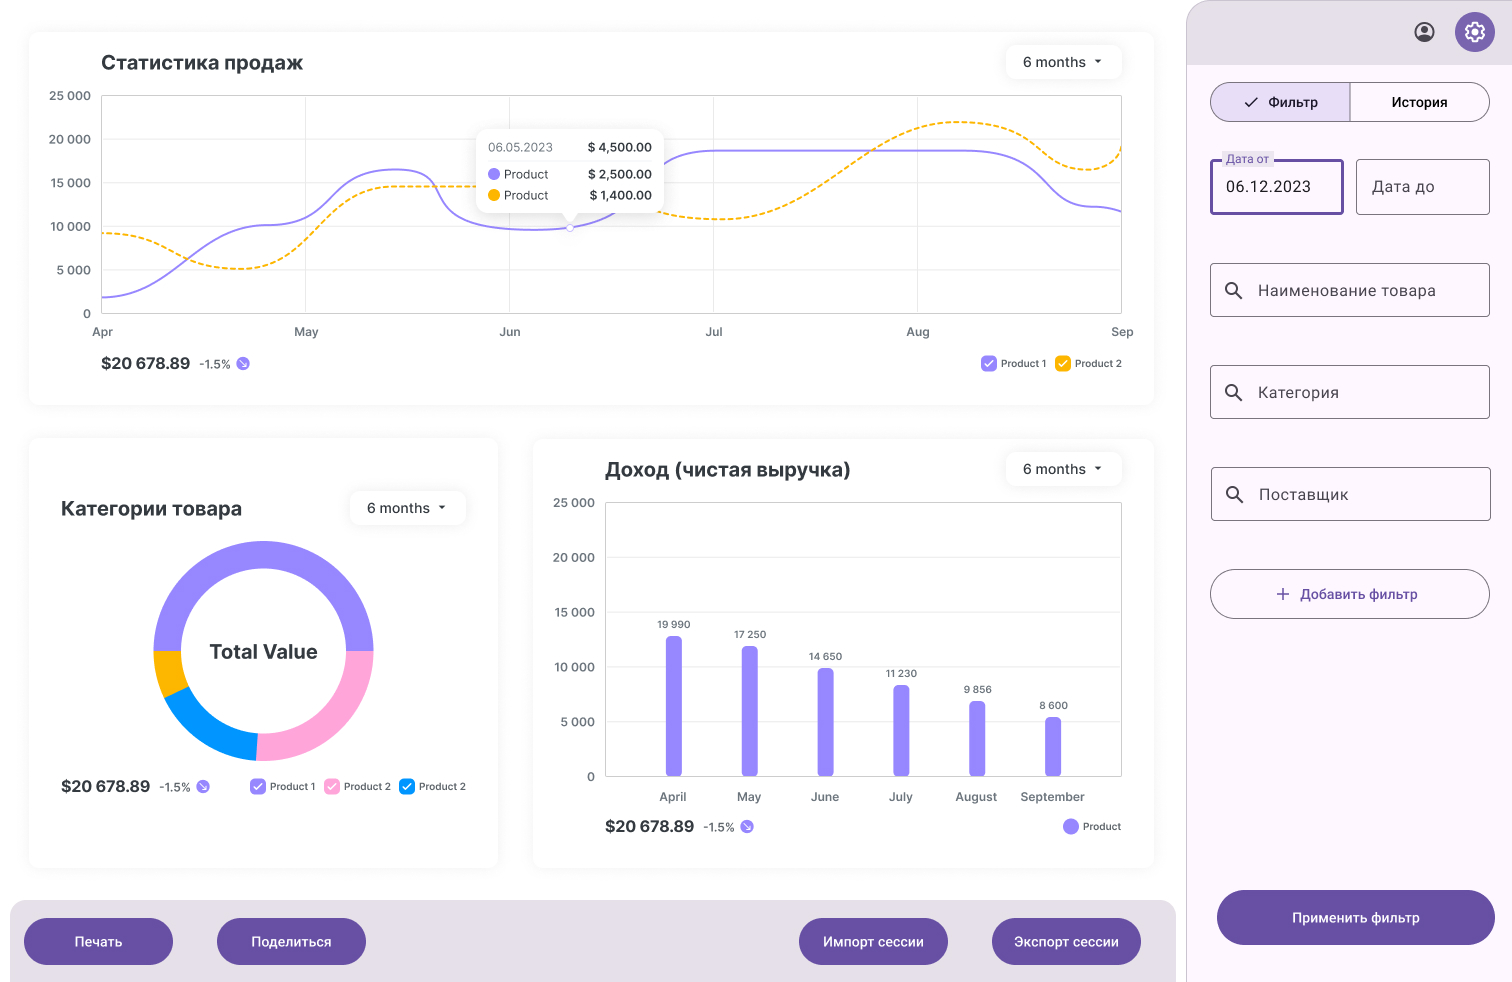 Статистика продаж
6 months
25 000
20 000
15 000
10 000
5 000
0
06.05.2023 $ 4,500.00
Product $ 2,500.00
Product $ 1,400.00
Apr May Jun Jul Aug Sep
$20 678.89 -1.5%
Product 1 Product 2
Категории товара
6 months
Total Value
$20 678.89 -1.5%
Product 1 Product 2 Product 2
Доход (чистая выручка)
6 months
25 000
20 000
15 000
10 000
5 000
0
19 990
17 250
14 650
11 230
9 856
8 600
April May June July August September
$20 678.89 -1.5%
Product
Печать
Поделиться
Импорт сессии
Экспорт сессии
Фильтр
История
Дата от
06.12.2023
Дата до
Наименование товара
Категория
Поставщик
Добавить фильтр
Применить фильтр